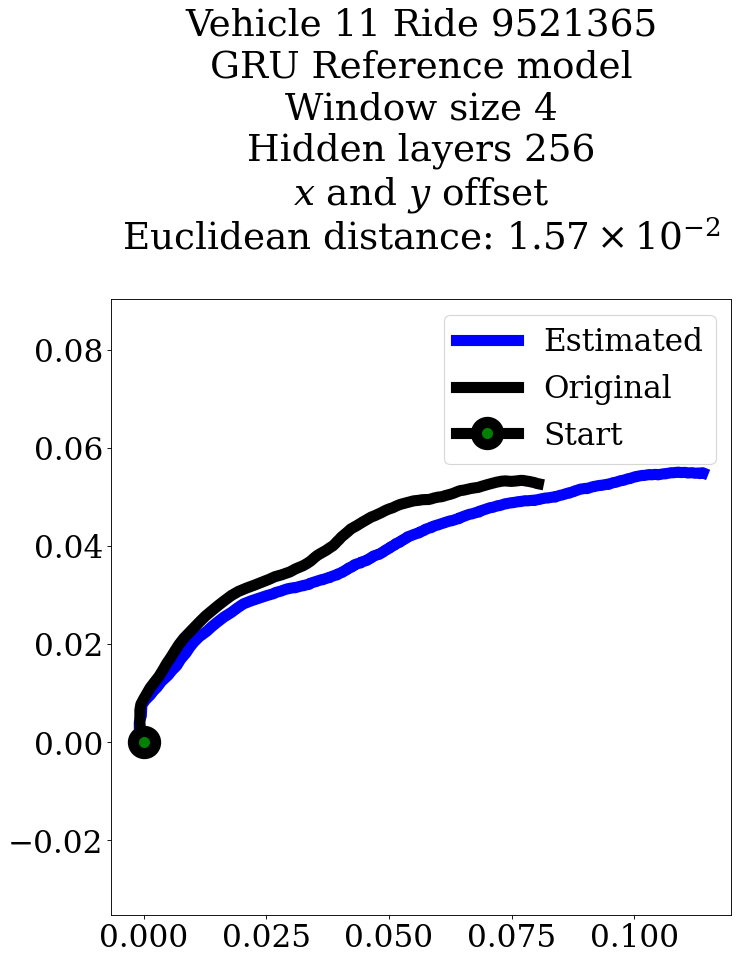 Vehicle 11 Ride 9521365
GRU Reference model
Window size 4
Hidden layers 256
x and y offset
Euclidean distance: 1.57 × 10⁻²
Estimated
Original
Start
0.08
0.06
0.04
0.02
0.00
−0.02
0.000 0.025 0.050 0.075 0.100